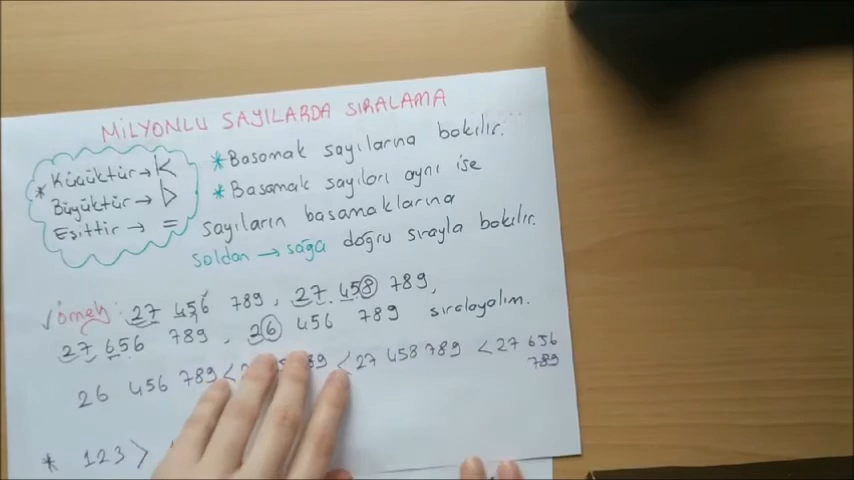 MİLYONLU SAYILARDA SIRALAMA
* Küçüktür → K
Büyüktür → b
Eşittir → =
* Basamak sayılarına bakılır.
* Basamak sayıları aynı ise
sayıların basamaklarına
soldan → sağa doğru sırayla bakılır.
√ Örnek: 27 456 789, 27 458 789,
27 656 789, 26 456 789 sıralayalım.
26 456 789 < 89 < 27 458 789 < 27 656
789
* 123 >